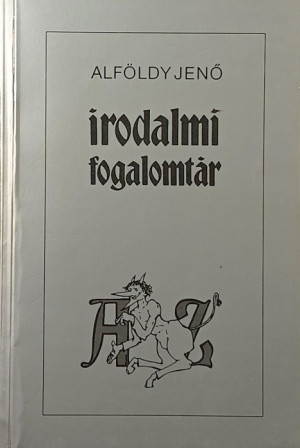 ALFÖLDY JENŐ
irodalmi
fogalomtár
A Z